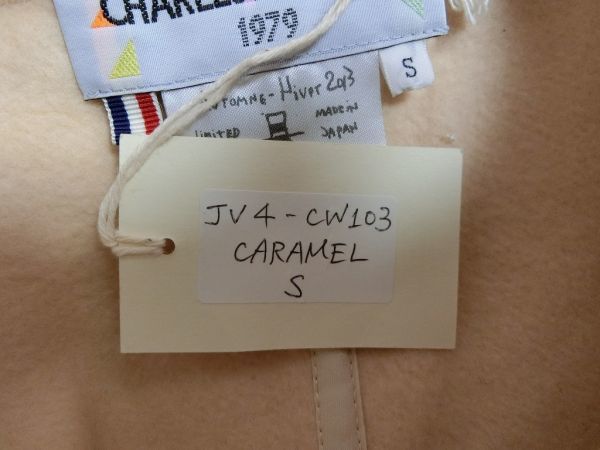 1979
S
AUTOMNE-Hiver 2013
Limited
MADE IN
JAPAN
JV4-CW103
CARAMEL
S